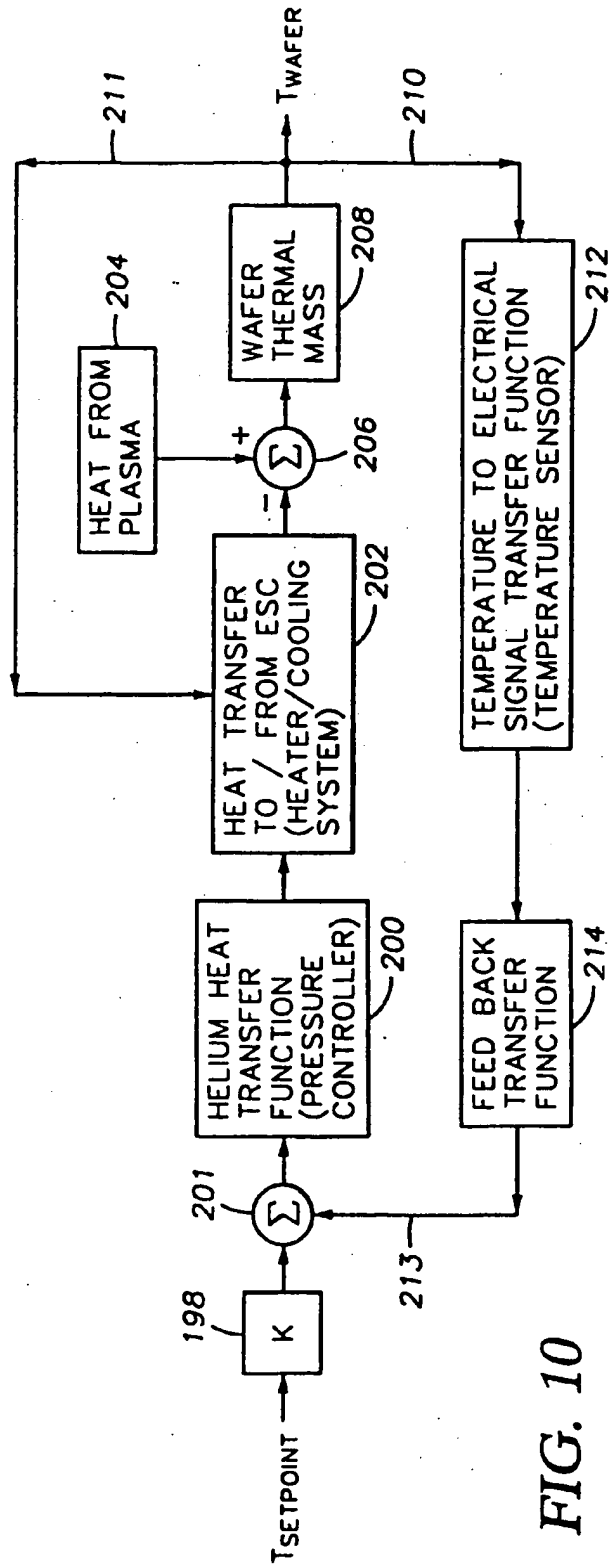 TSETPOINT
198
K
201
Σ
HELIUM HEAT
TRANSFER
FUNCTION
(PRESSURE
CONTROLLER)
200
HEAT TRANSFER
TO / FROM ESC
(HEATER/COOLING
SYSTEM)
202
HEAT FROM
PLASMA
204
+
-
Σ
206
WAFER
THERMAL
MASS
208
TWAFER
211
210
TEMPERATURE TO ELECTRICAL
SIGNAL TRANSFER FUNCTION
(TEMPERATURE SENSOR)
212
FEED BACK
TRANSFER
FUNCTION
214
213
FIG. 10